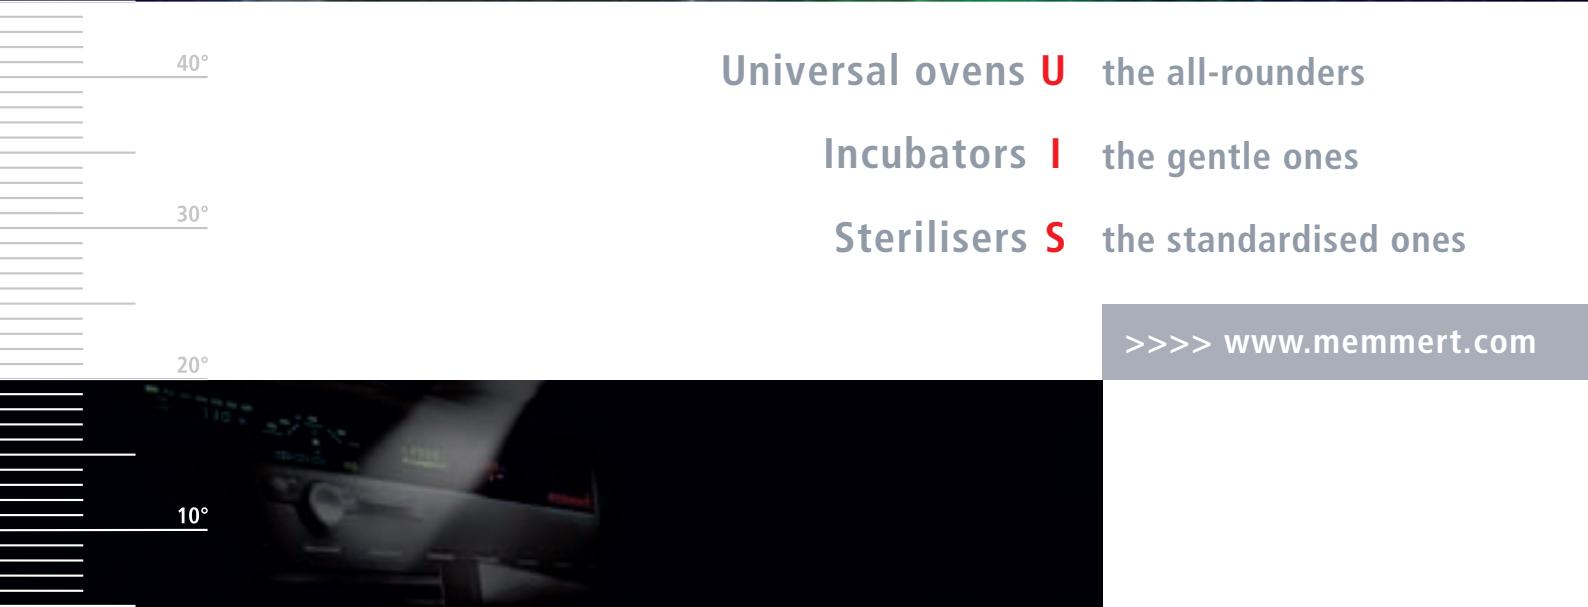 40°
Universal ovens U the all-rounders
Incubators I the gentle ones
30°
Sterilisers S the standardised ones
>>>> www.memmert.com
20°
10°